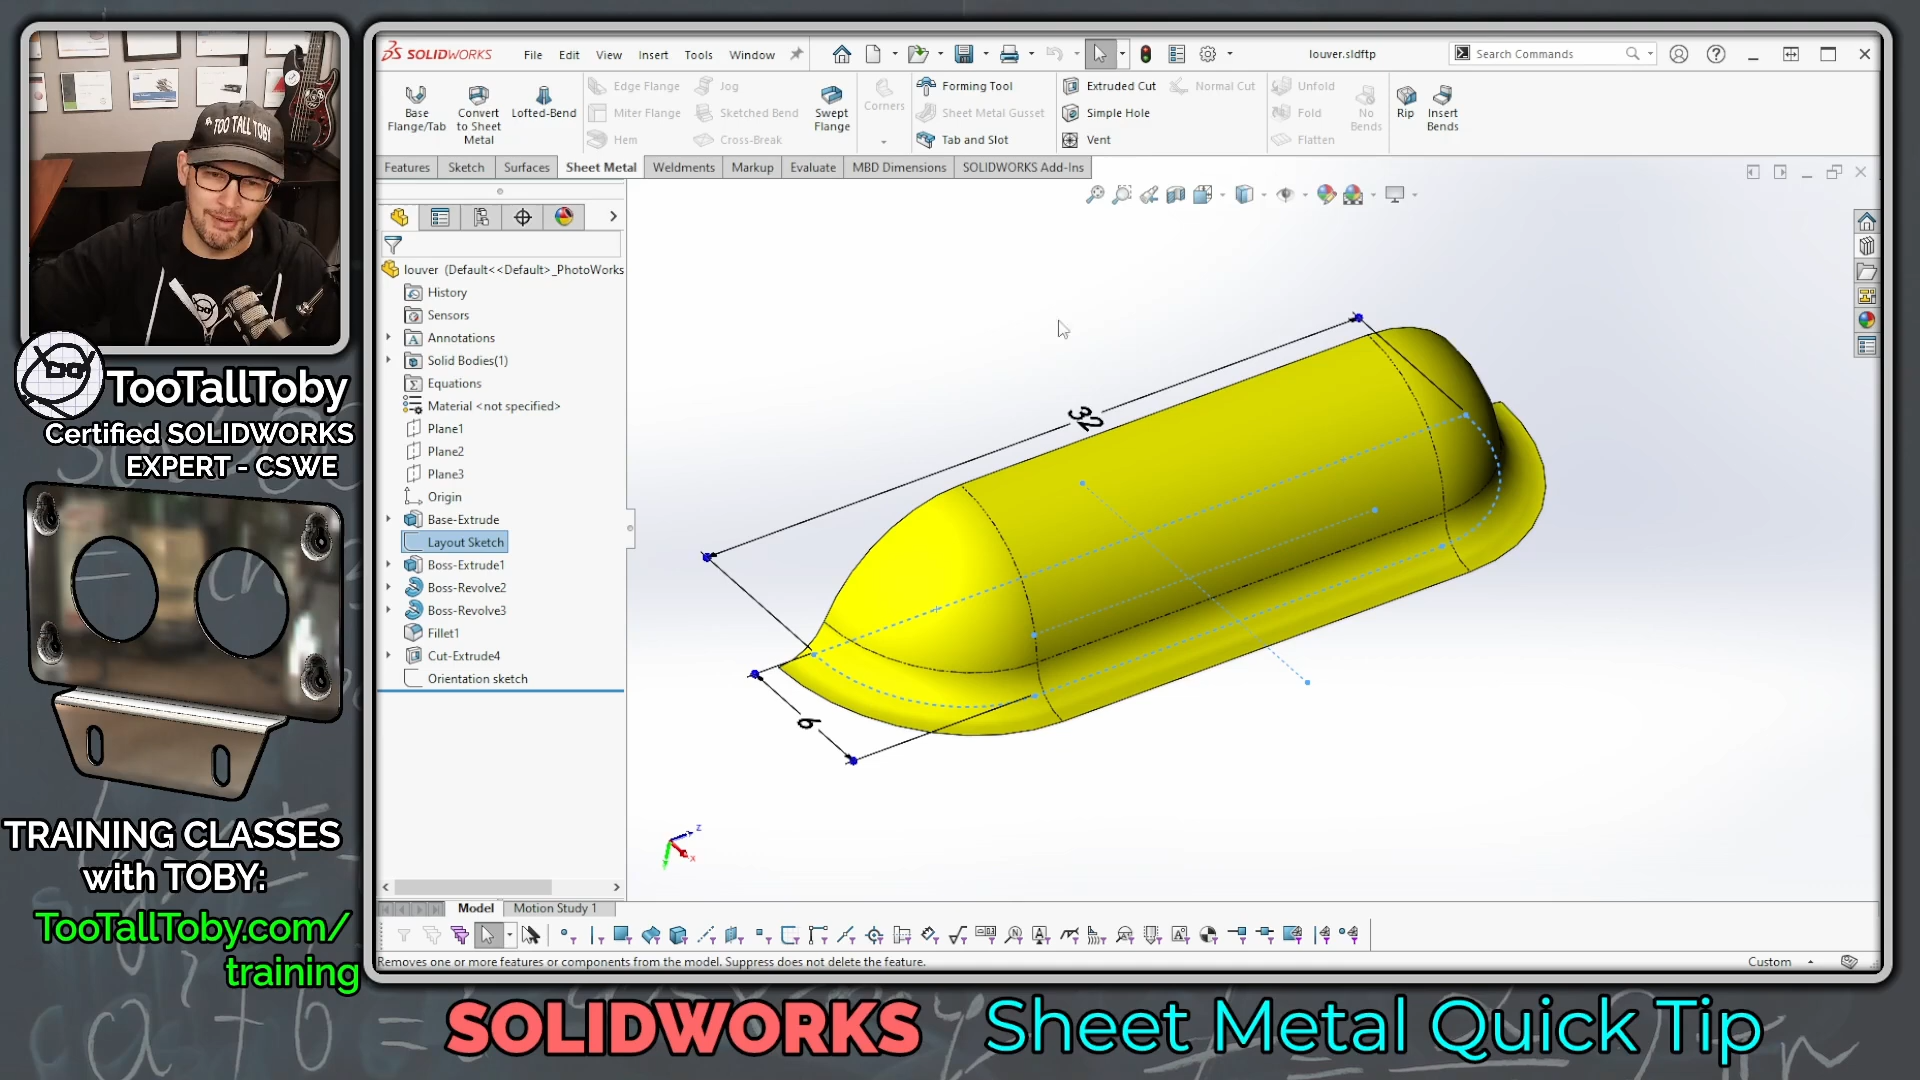 SOLIDWORKS File Edit View Insert Tools Window louver.sldftp Search Commands
Base Flange/Tab
Convert to Sheet Metal
Lofted-Bend
Edge Flange
Miter Flange
Hem
Jog
Sketched Bend
Cross-Break
Swept Flange
Corners
Forming Tool
Sheet Metal Gusset
Tab and Slot
Extruded Cut
Simple Hole
Vent
Normal Cut
Unfold
Fold
Flatten
No Bends
Rip
Insert Bends
Features Sketch Surfaces Sheet Metal Weldments Markup Evaluate MBD Dimensions SOLIDWORKS Add-Ins
louver (Default<<Default>_PhotoWorks
History
Sensors
Annotations
Solid Bodies(1)
Equations
Material <not specified>
Plane1
Plane2
Plane3
Origin
Base-Extrude
Layout Sketch
Boss-Extrude1
Boss-Revolve2
Boss-Revolve3
Fillet1
Cut-Extrude4
Orientation sketch
32
6
z
x
Model Motion Study 1
Removes one or more features or components from the model. Suppress does not delete the feature.
Custom
TOO TALL TOBY
TooTallToby
Certified SOLIDWORKS
EXPERT - CSWE
TRAINING CLASSES
with TOBY:
TooTallToby.com/
training
SOLIDWORKS Sheet Metal Quick Tip